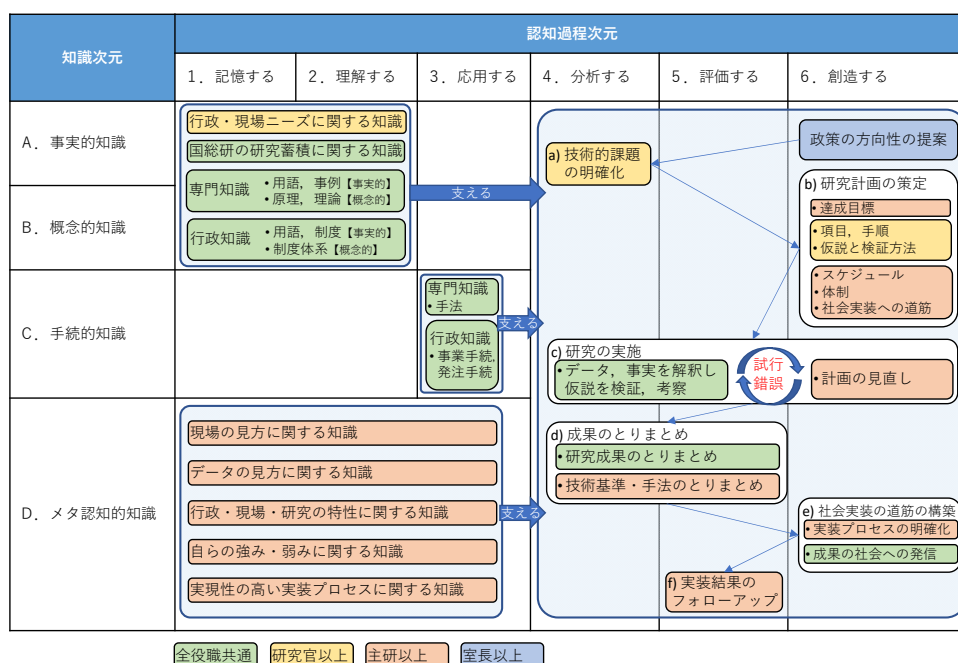 知識次元
認知過程次元
1．記憶する
2．理解する
3．応用する
4．分析する
5．評価する
6．創造する
A．事実的知識
B．概念的知識
C．手続的知識
D．メタ認知的知識
行政・現場ニーズに関する知識
国総研の研究蓄積に関する知識
専門知識
・用語，事例【事実的】
・原理，理論【概念的】
行政知識
・用語，制度【事実的】
・制度体系【概念的】
支える
専門知識
・手法
行政知識
・事業手続，
発注手続
支える
現場の見方に関する知識
データの見方に関する知識
行政・現場・研究の特性に関する知識
自らの強み・弱みに関する知識
実現性の高い実装プロセスに関する知識
支える
政策の方向性の提案
a) 技術的課題
の明確化
b) 研究計画の策定
・達成目標
・項目，手順
・仮説と検証方法
・スケジュール
・体制
・社会実装への道筋
c) 研究の実施
・データ，事実を解釈し
仮説を検証，考察
試行
錯誤
・計画の見直し
d) 成果のとりまとめ
・研究成果のとりまとめ
・技術基準・手法のとりまとめ
e) 社会実装の道筋の構築
・実装プロセスの明確化
・成果の社会への発信
f) 実装結果の
フォローアップ
全役職共通
研究官以上
主研以上
室長以上